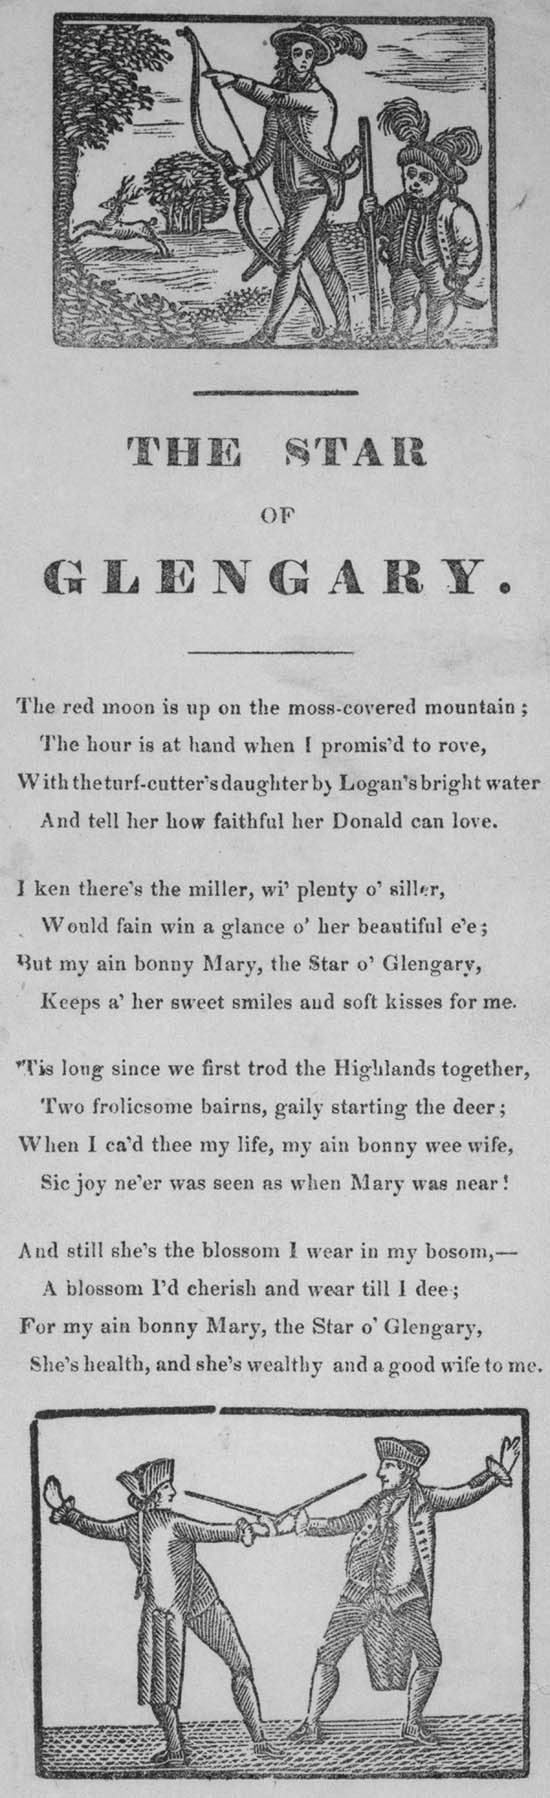 THE STAR
OF
GLENGARY.
The red moon is up on the moss-covered mountain;
The hour is at hand when I promis'd to rove,
With the turf-cutter's daughter by Logan's bright water
And tell her how faithful her Donald can love.
I ken there's the miller, wi' plenty o' siller,
Would fain win a glance o' her beautiful e'e;
But my ain bonny Mary, the Star o' Glengary,
Keeps a' her sweet smiles and soft kisses for me.
'Tis long since we first trod the Highlands together,
Two frolicsome bairns, gaily starting the deer;
When I ca'd thee my life, my ain bonny wee wife,
Sic joy ne'er was seen as when Mary was near!
And still she's the blossom I wear in my bosom,—
A blossom I'd cherish and wear till I dee;
For my ain bonny Mary, the Star o' Glengary,
She's health, and she's wealthy and a good wife to me.